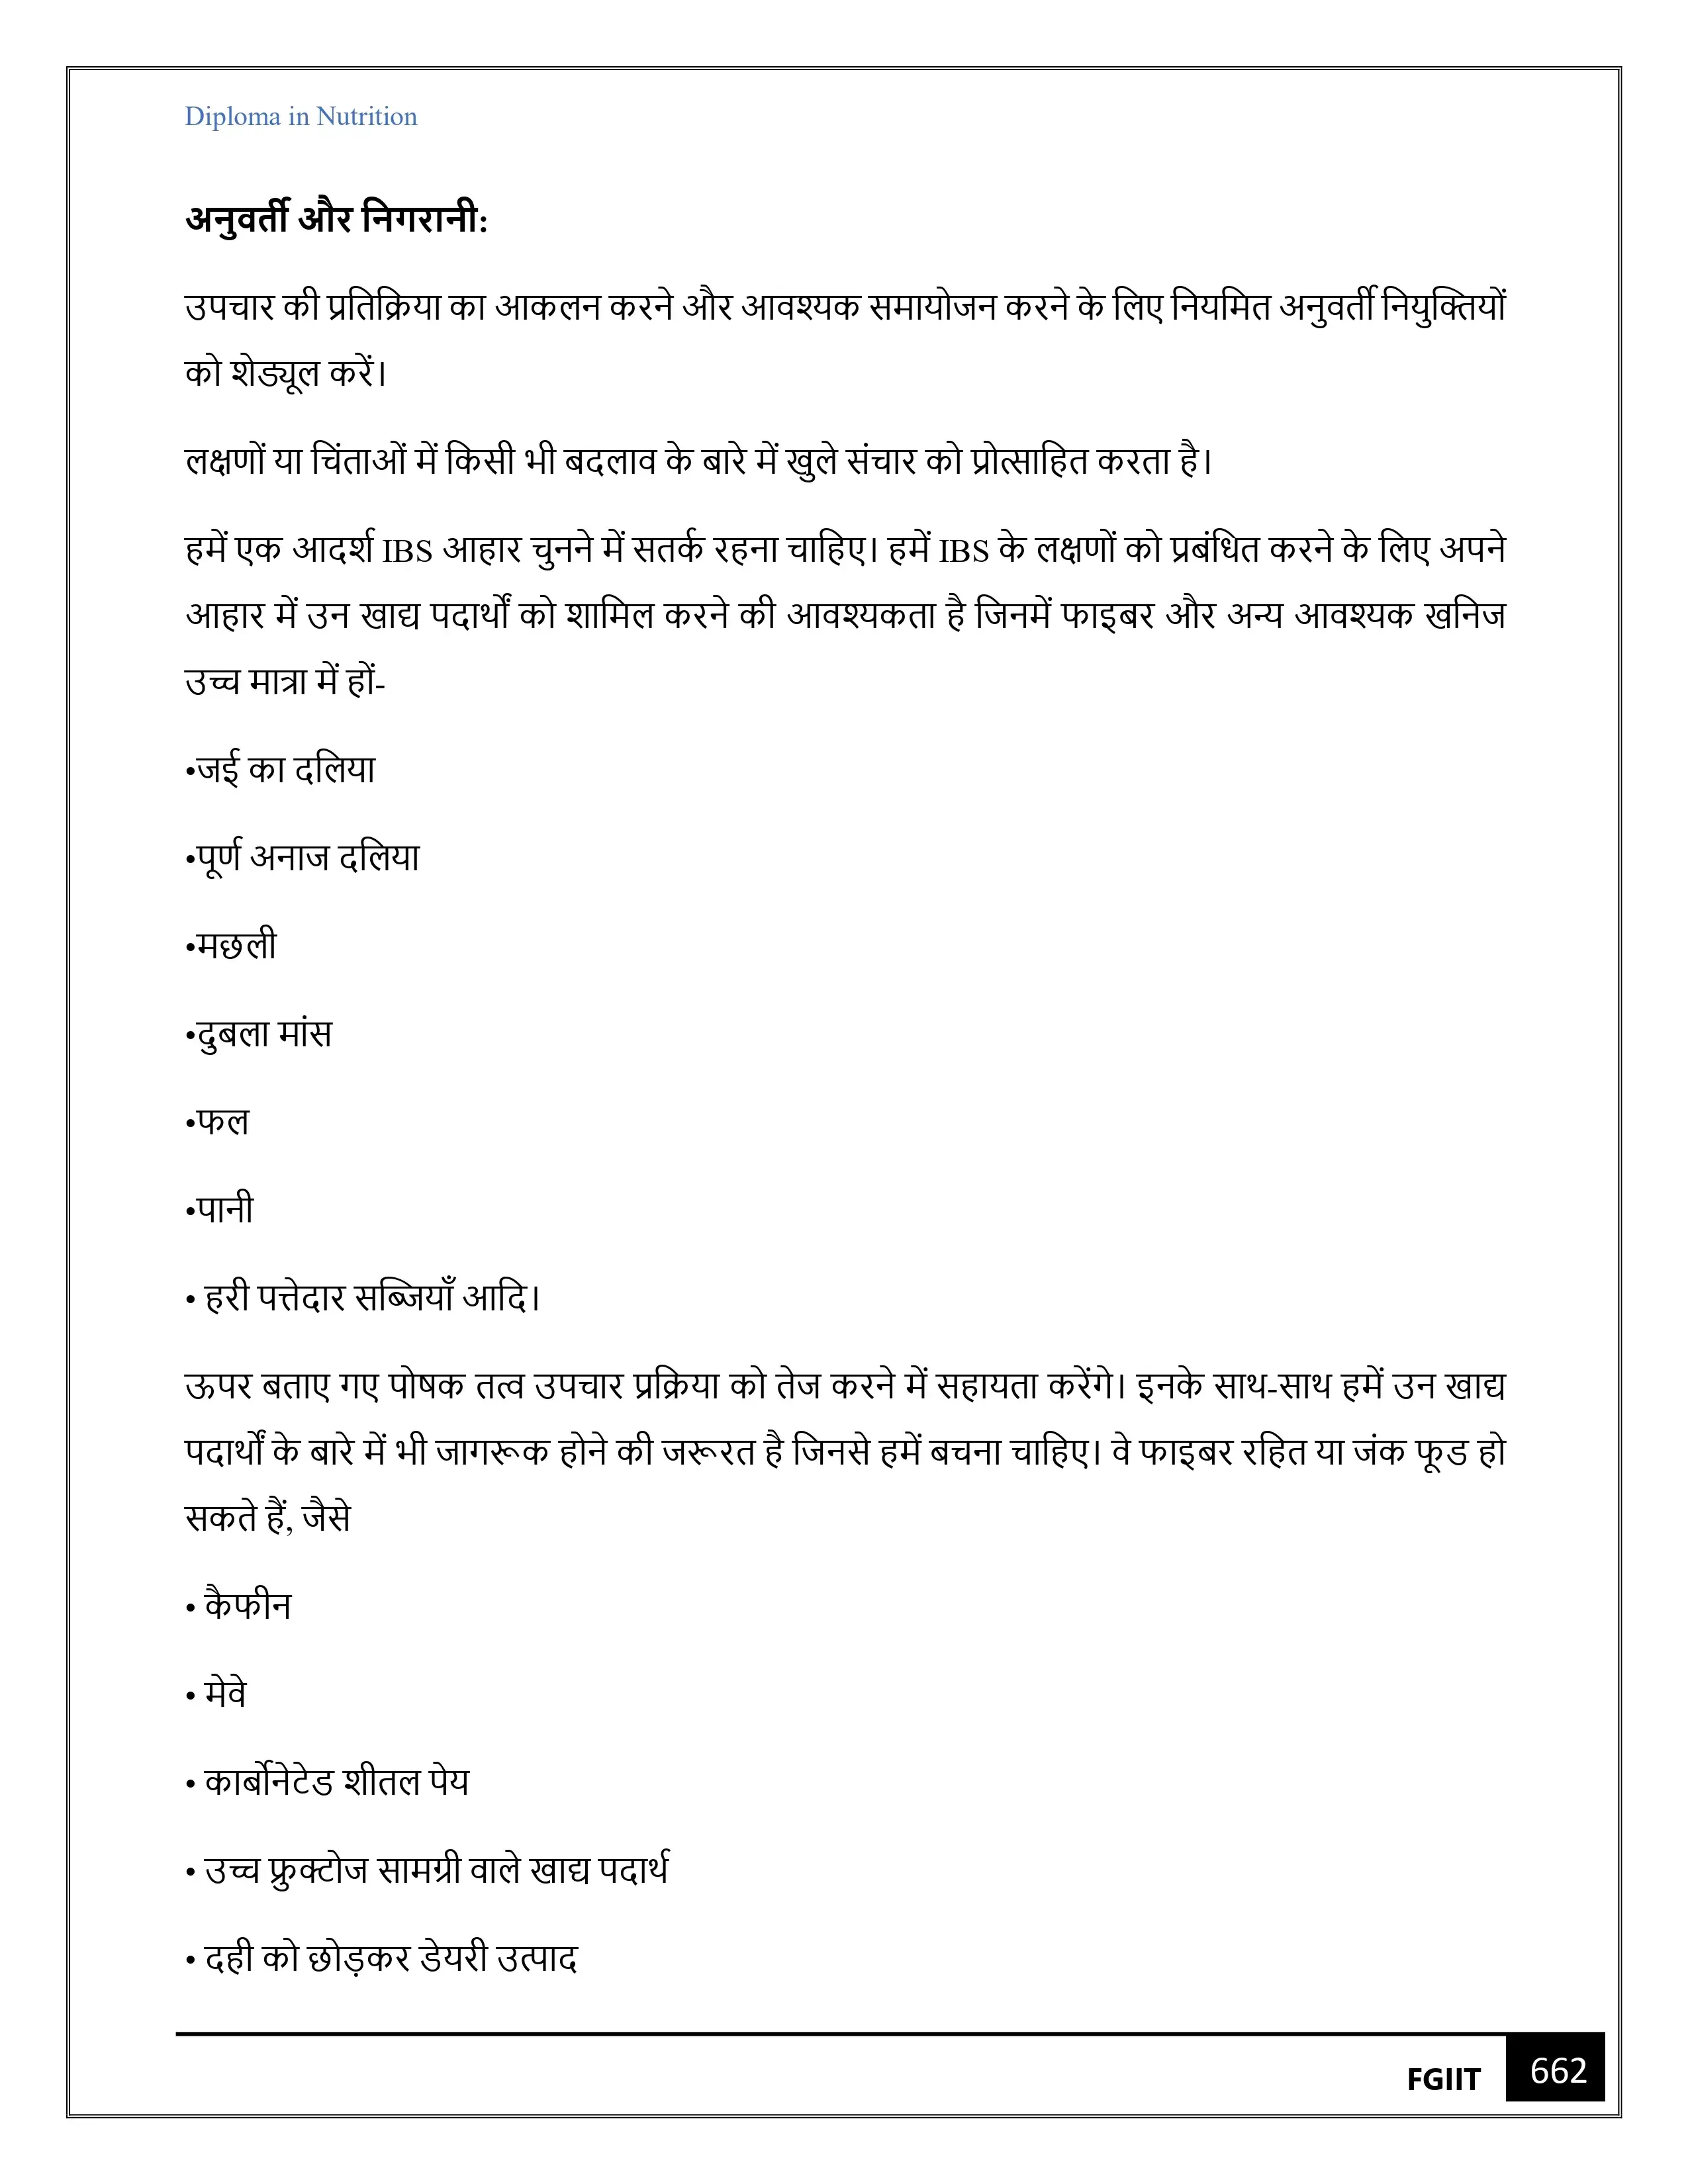 Diploma in Nutrition
अनुवर्ती और निगरानी:
उपचार की प्रतिक्रिया का आकलन करने और आवश्यक समायोजन करने के लिए नियमित अनुवर्ती नियुक्तियों
को शेड्यूल करें।
लक्षणों या चिंताओं में किसी भी बदलाव के बारे में खुले संचार को प्रोत्साहित करता है।
हमें एक आदर्श IBS आहार चुनने में सतर्क रहना चाहिए। हमें IBS के लक्षणों को प्रबंधित करने के लिए अपने
आहार में उन खाद्य पदार्थों को शामिल करने की आवश्यकता है जिनमें फाइबर और अन्य आवश्यक खनिज
उच्च मात्रा में हों-
•जई का दलिया
•पूर्ण अनाज दलिया
•मछली
•दुबला मांस
•फल
•पानी
• हरी पत्तेदार सब्जियाँ आदि।
ऊपर बताए गए पोषक तत्व उपचार प्रक्रिया को तेज करने में सहायता करेंगे। इनके साथ-साथ हमें उन खाद्य
पदार्थों के बारे में भी जागरूक होने की जरूरत है जिनसे हमें बचना चाहिए। वे फाइबर रहित या जंक फूड हो
सकते हैं, जैसे
• कैफीन
• मेवे
• कार्बोनेटेड शीतल पेय
• उच्च फ्रुक्टोज सामग्री वाले खाद्य पदार्थ
• दही को छोड़कर डेयरी उत्पाद
FGIIT 662